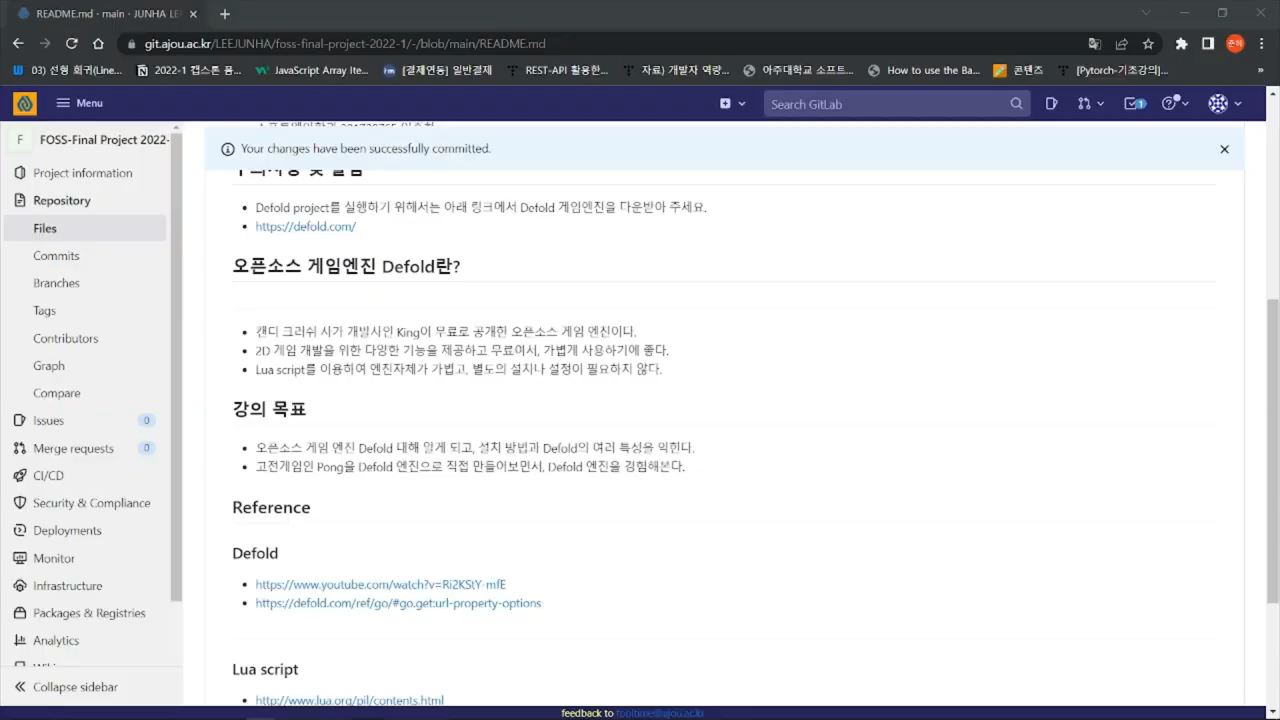 README.md · main · JUNHA LE
git.ajou.ac.kr/LEEJUNHA/foss-final-project-2022-1/-/blob/main/README.md
03) 선형 회귀(Line...
2022-1 캡스톤 품...
JavaScript Array Ite...
[결제연동] 일반결제
REST-API 활용한...
자료) 개발자 역량...
아주대학교 소프트...
How to use the Ba...
콘텐즈
[Pytorch-기초강의]...
»
Menu
Search GitLab
1
F FOSS-Final Project 2022-
Project information
Repository
Files
Commits
Branches
Tags
Contributors
Graph
Compare
Issues 0
Merge requests 0
CI/CD
Security & Compliance
Deployments
Monitor
Infrastructure
Packages & Registries
Analytics
Collapse sidebar
Your changes have been successfully committed.
Defold project를 실행하기 위해서는 아래 링크에서 Defold 게임엔진을 다운받아 주세요.
https://defold.com/
오픈소스 게임엔진 Defold란?
캔디 크러쉬 사가 개발사인 King이 무료로 공개한 오픈소스 게임 엔진이다.
2D 게임 개발을 위한 다양한 기능을 제공하고 무료여서, 가볍게 사용하기에 좋다.
Lua script를 이용하여 엔진자체가 가볍고, 별도의 설치나 설정이 필요하지 않다.
강의 목표
오픈소스 게임 엔진 Defold 대해 알게 되고, 설치 방법과 Defold의 여러 특성을 익힌다.
고전게임인 Pong을 Defold 엔진으로 직접 만들어보면서, Defold 엔진을 경험해본다.
Reference
Defold
https://www.youtube.com/watch?v=Ri2KStY-mfE
https://defold.com/ref/go/#go.get:url-property-options
Lua script
http://www.lua.org/pil/contents.html
feedback to topitime@ajou.ac.kr